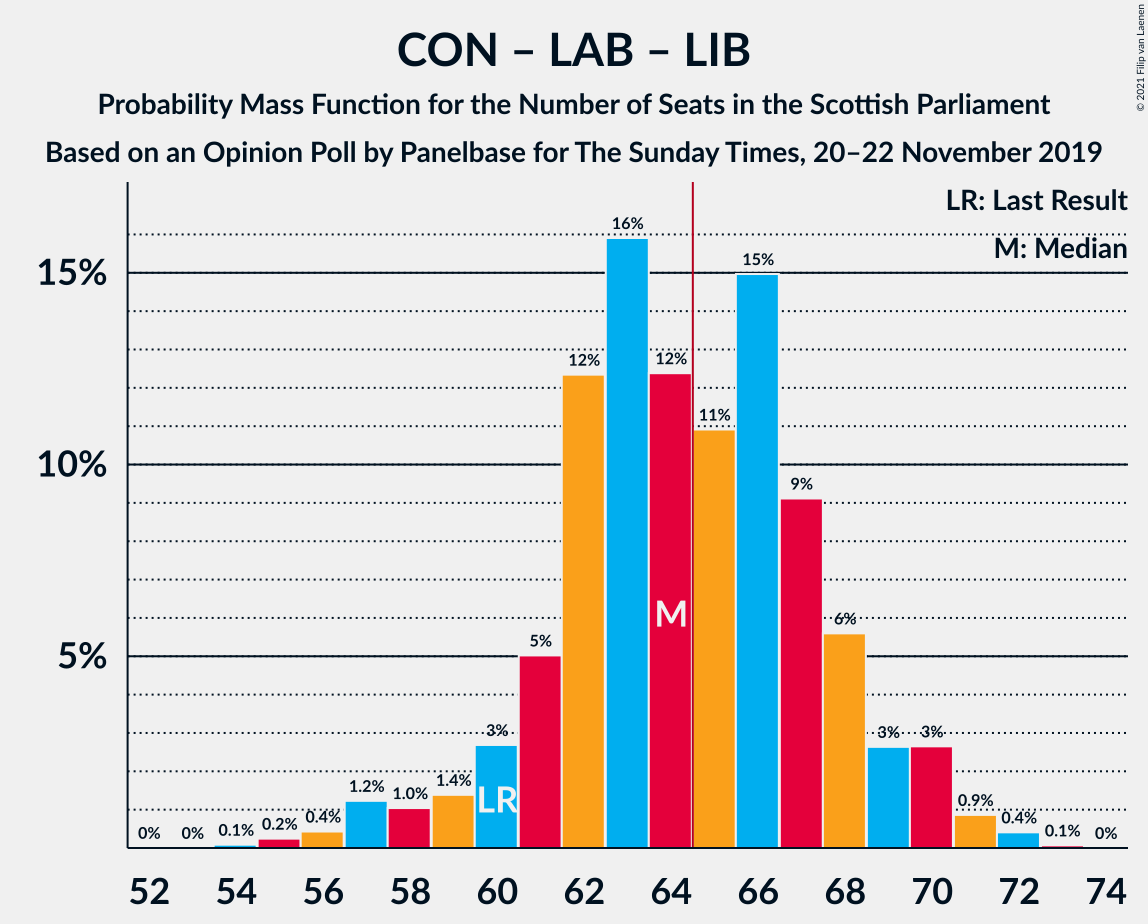 CON – LAB – LIB
Probability Mass Function for the Number of Seats in the Scottish Parliament
Based on an Opinion Poll by Panelbase for The Sunday Times, 20–22 November 2019
© 2021 Filip van Laenen
LR: Last Result
M: Median
16%
15%
15%
12%
12%
11%
10%
9%
6%
M
5%
5%
3%
3%
3%
LR
1.4%
1.2%
1.0%
0.9%
0.4%
0.4%
0.2%
0.1%
0.1%
0%
0%
0%
52 54 56 58 60 62 64 66 68 70 72 74